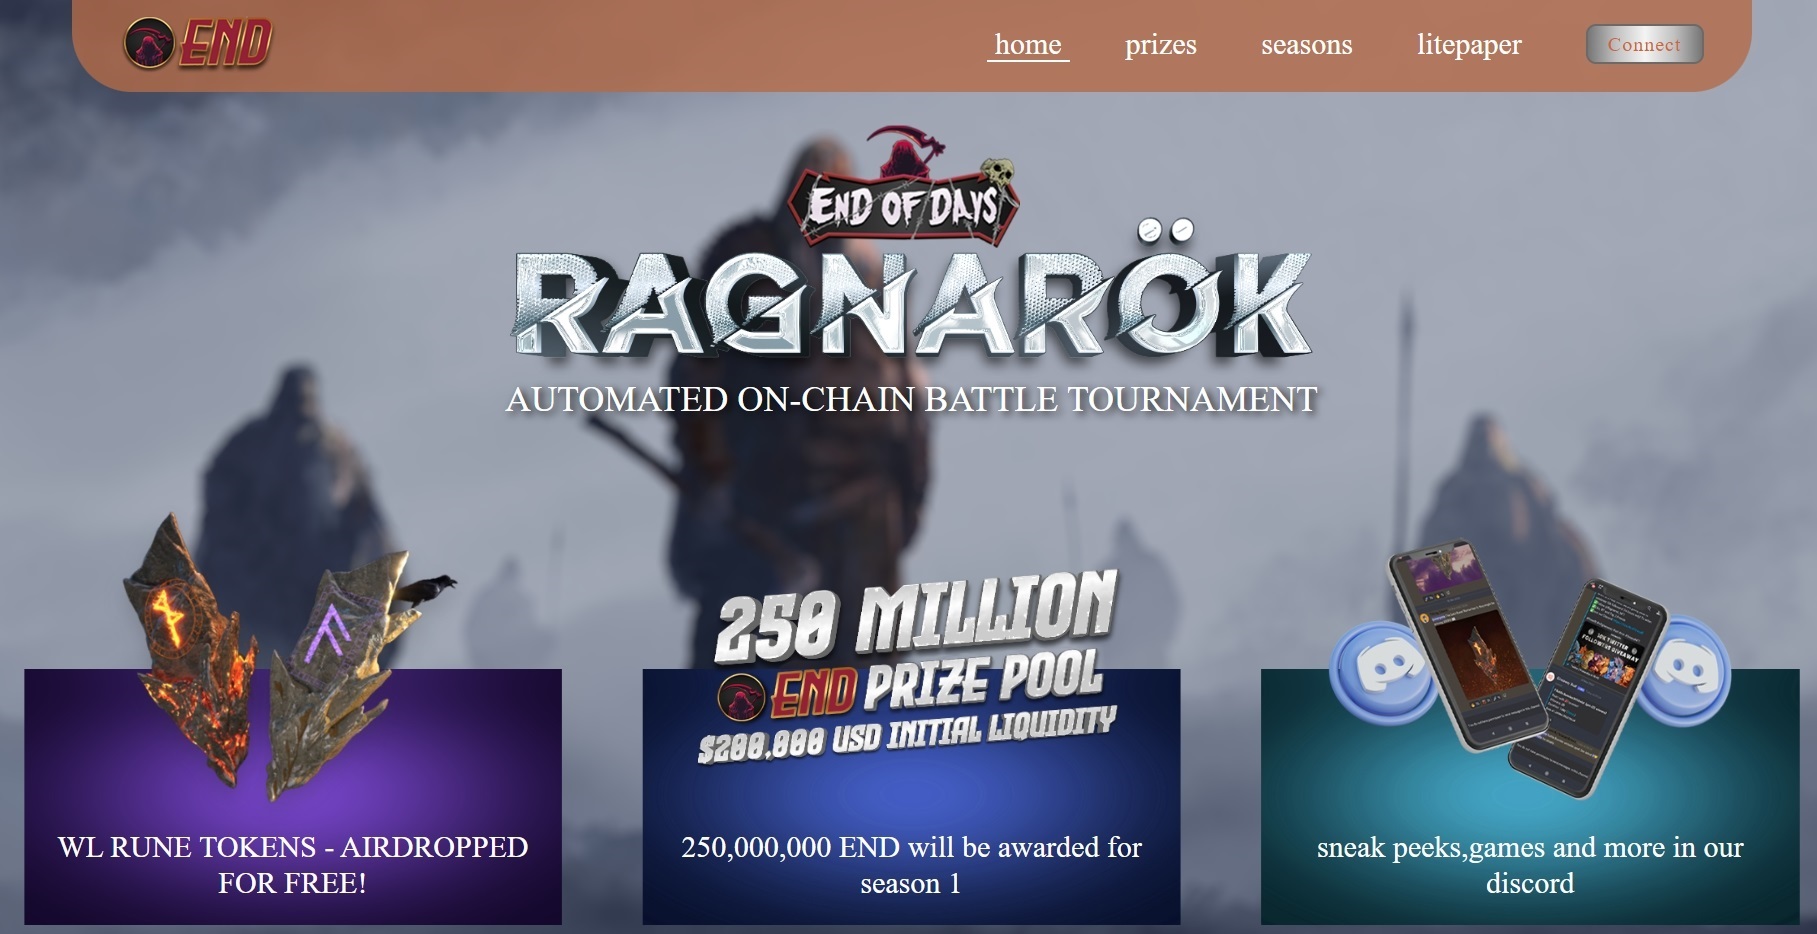 END
home
prizes
seasons
litepaper
Connect
END OF DAYS
RAGNARÖK
AUTOMATED ON-CHAIN BATTLE TOURNAMENT
250 MILLION
END PRIZE POOL
$200,000 USD INITIAL LIQUIDITY
WL RUNE TOKENS - AIRDROPPED
FOR FREE!
250,000,000 END will be awarded for
season 1
sneak peeks,games and more in our
discord